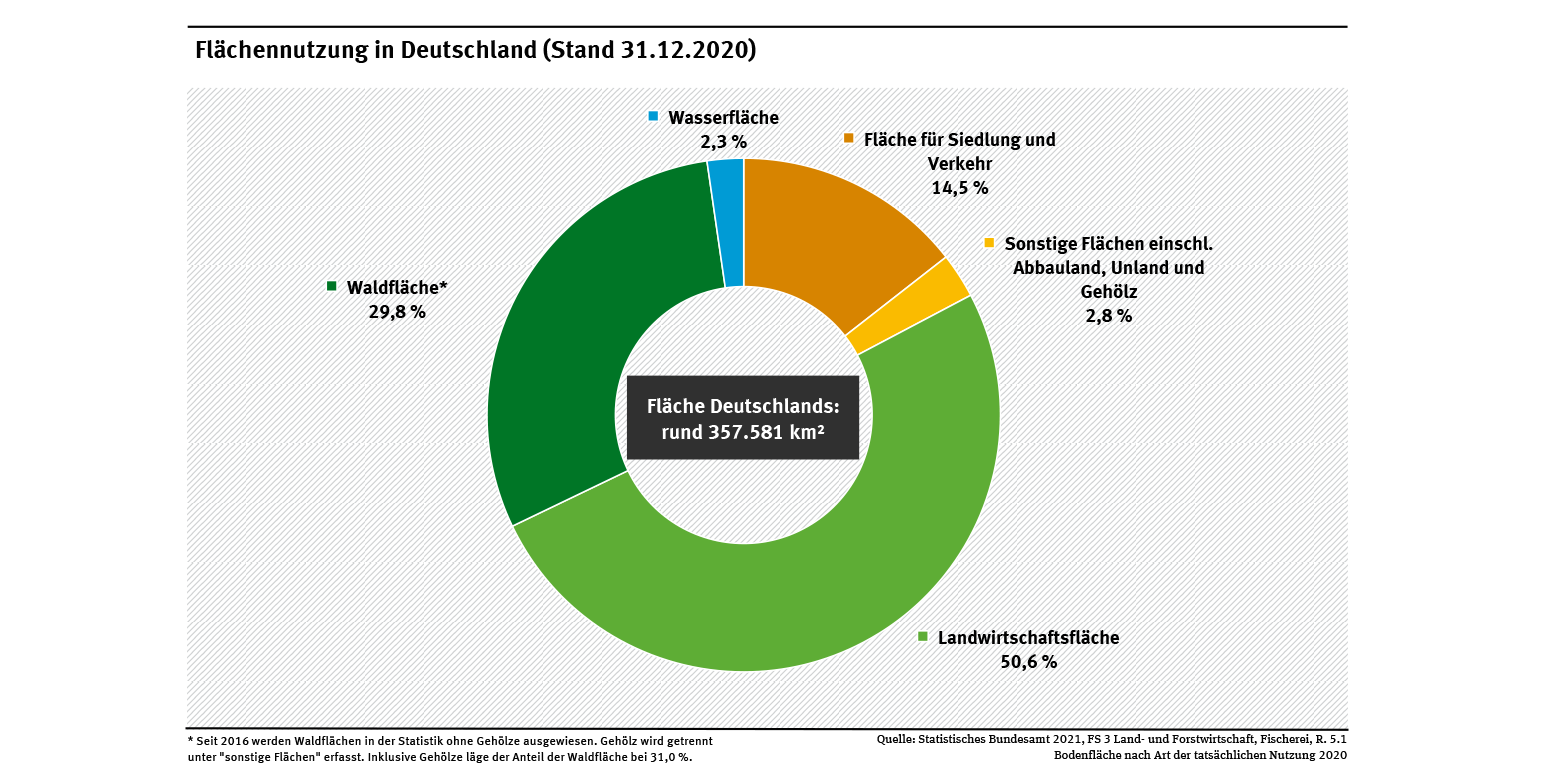 Flächennutzung in Deutschland (Stand 31.12.2020)
Wasserfläche
2,3 %
Fläche für Siedlung und
Verkehr
14,5 %
Sonstige Flächen einschl.
Abbauland, Unland und
Gehölz
2,8 %
Waldfläche*
29,8 %
Fläche Deutschlands:
rund 357.581 km²
Landwirtschaftsfläche
50,6 %
* Seit 2016 werden Waldflächen in der Statistik ohne Gehölze ausgewiesen. Gehölz wird getrennt
unter "sonstige Flächen" erfasst. Inklusive Gehölze läge der Anteil der Waldfläche bei 31,0 %.
Quelle: Statistisches Bundesamt 2021, FS 3 Land- und Forstwirtschaft, Fischerei, R. 5.1
Bodenfläche nach Art der tatsächlichen Nutzung 2020